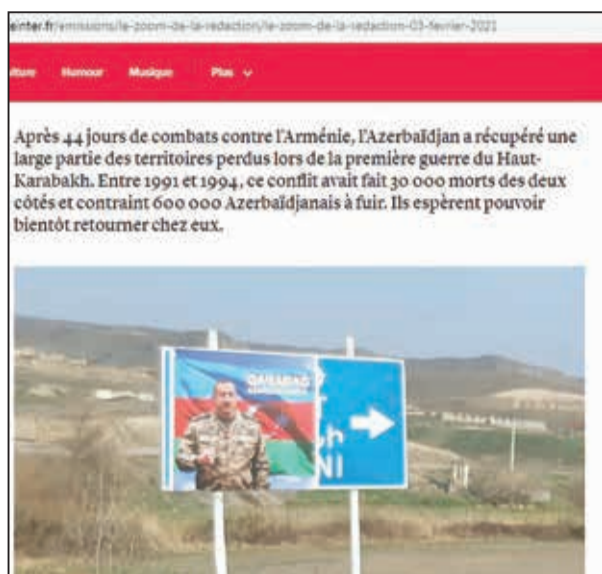 einter.fr/emissions/le-zoom-de-la-redaction/le-zoom-de-la-redaction-03-fevrier-2021
Humour Musique Plus
Après 44 jours de combats contre l'Arménie, l'Azerbaïdjan a récupéré une
large partie des territoires perdus lors de la première guerre du Haut-
Karabakh. Entre 1991 et 1994, ce conflit avait fait 30 000 morts des deux
côtés et contraint 600 000 Azerbaïdjanais à fuir. Ils espèrent pouvoir
bientôt retourner chez eux.
QARABAĞ